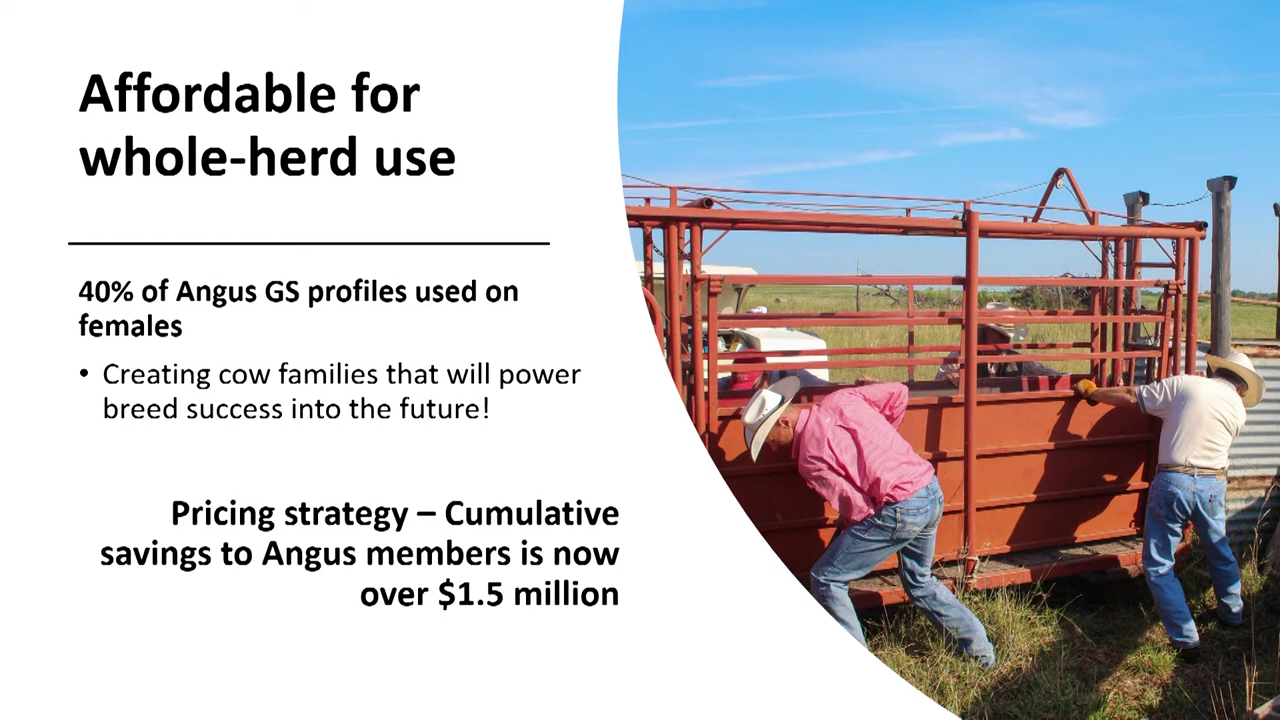 Affordable for
whole-herd use
40% of Angus GS profiles used on
females
• Creating cow families that will power
breed success into the future!
Pricing strategy – Cumulative
savings to Angus members is now
over $1.5 million